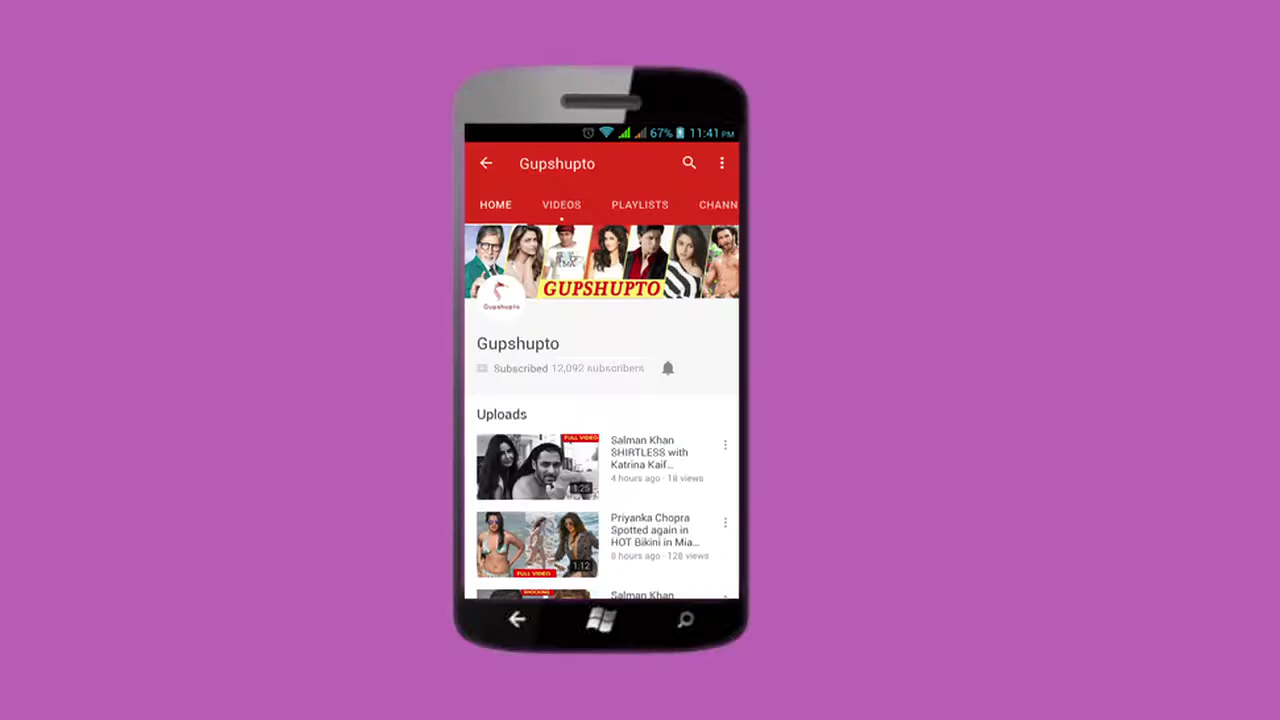 67% 11:41 PM
Gupshupto
HOME VIDEOS PLAYLISTS CHANN
GUPSHUPTO
Gupshupto
Gupshupto
Subscribed 12,092 subscribers
Uploads
FULL VIDEO
1:25
Salman Khan
SHIRTLESS with
Katrina Kaif...
4 hours ago · 18 views
FULL VIDEO
1:12
Priyanka Chopra
Spotted again in
HOT Bikini in Mia...
8 hours ago · 128 views
SHOCKING
Salman Khan